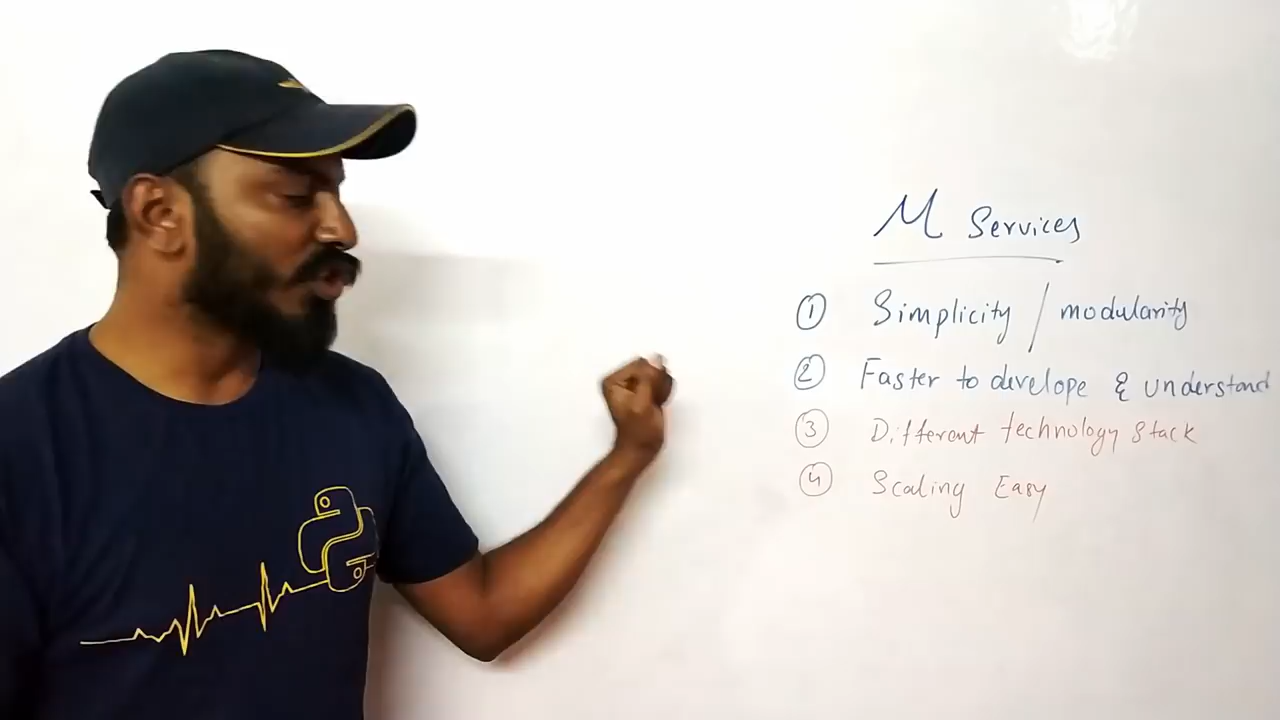 M Services
① Simplicity / modularity
② Faster to develope & understand
③ Different technology stack
④ Scaling Easy